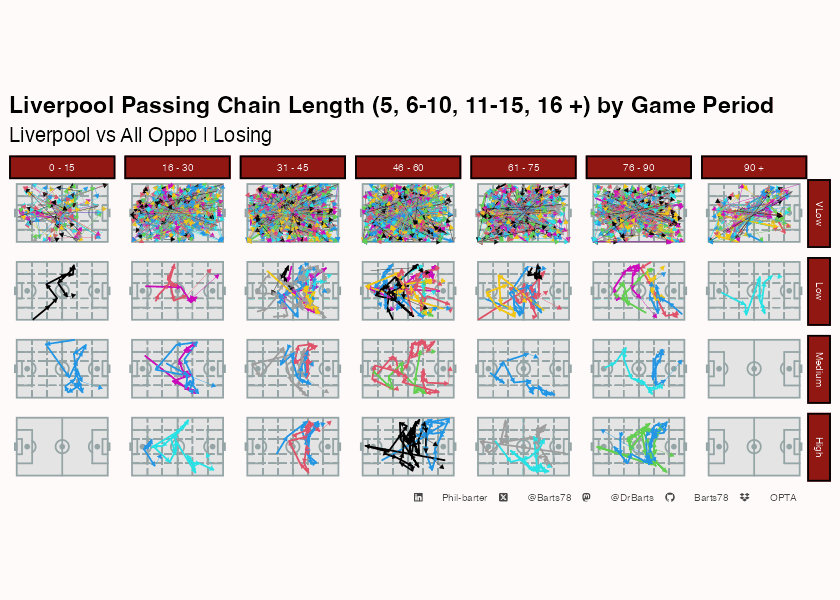 Liverpool Passing Chain Length (5, 6-10, 11-15, 16 +) by Game Period
Liverpool vs All Oppo | Losing
0 - 15 16 - 30 31 - 45 46 - 60 61 - 75 76 - 90 90 +
VLow
Low
Medium
High
Phil-barter @Barts78 @DrBarts Barts78 OPTA